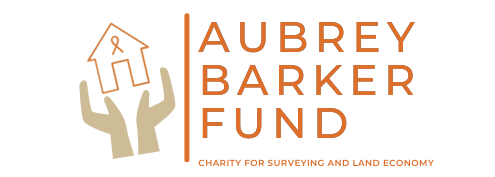 AUBREY
BARKER
FUND
CHARITY FOR SURVEYING AND LAND ECONOMY